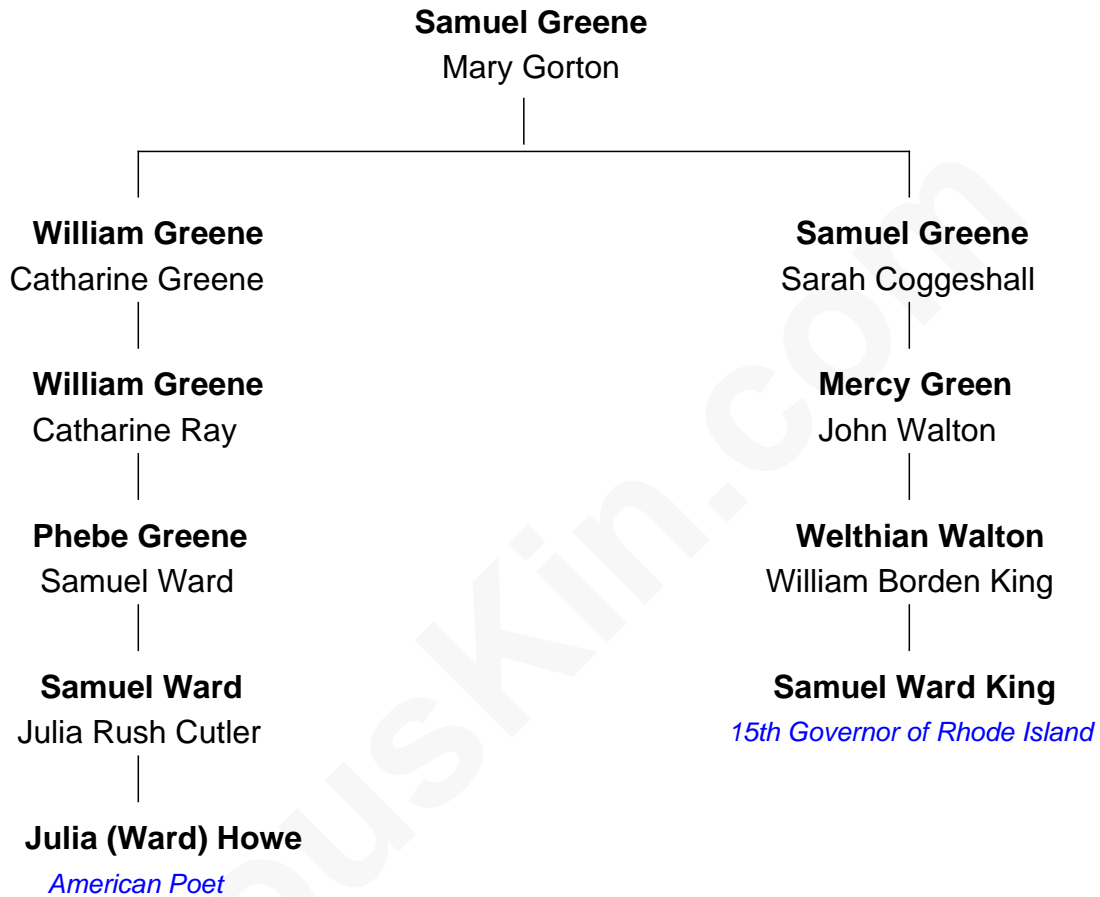 Samuel Greene
Mary Gorton
William Greene
Catharine Greene
William Greene
Catharine Ray
Phebe Greene
Samuel Ward
Samuel Ward
Julia Rush Cutler
Julia (Ward) Howe
American Poet
Samuel Greene
Sarah Coggeshall
Mercy Green
John Walton
Welthian Walton
William Borden King
Samuel Ward King
15th Governor of Rhode Island
ousKin.com